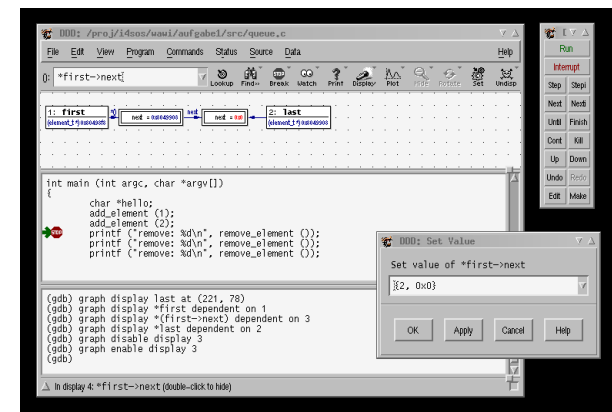 DDD: /proj/i4sos/wawi/aufgabe1/src/queue.c
File Edit View Program Commands Status Source Data Help
(): *first->next
Lookup Find>> Break Watch Print Display Plot Hide Rotate Set Undisp
1: first
(element_t *)
next
next = 0x0
2: last
(element_t *) 0x8049908
int main (int argc, char *argv[])
{
char *hello;
add_element (1);
add_element (2);
printf ("remove: %d\n", remove_element ());
printf ("remove: %d\n", remove_element ());
printf ("remove: %d\n", remove_element ());
STOP
(gdb) graph display last at (221, 78)
(gdb) graph display *first dependent on 1
(gdb) graph display *(first->next) dependent on 3
(gdb) graph display *last dependent on 2
(gdb) graph disable display 3
(gdb) graph enable display 3
(gdb)
In display 4: *first->next (double-click to hide)
DDD: Set Value
Set value of *first->next
{2, 0x0}
OK Apply Cancel Help
Run
Interrupt
Step Stepi
Next Nexti
Until Finish
Cont Kill
Up Down
Undo Redo
Edit Make